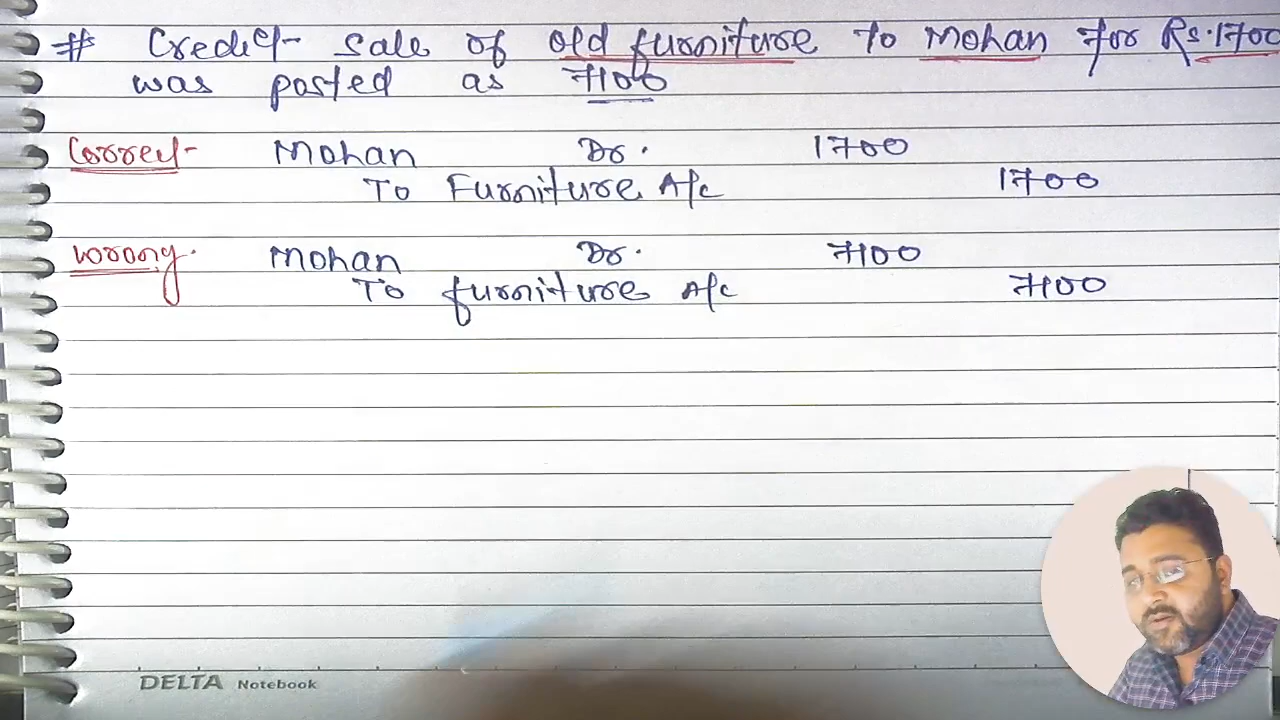 # Credit sale of old furniture to Mohan for Rs. 1700
was posted as 7100
Correct Mohan Dr. 1700
To Furniture A/c 1700
Wrong. Mohan Dr. 7100
To furniture A/c 7100
DELTA Notebook